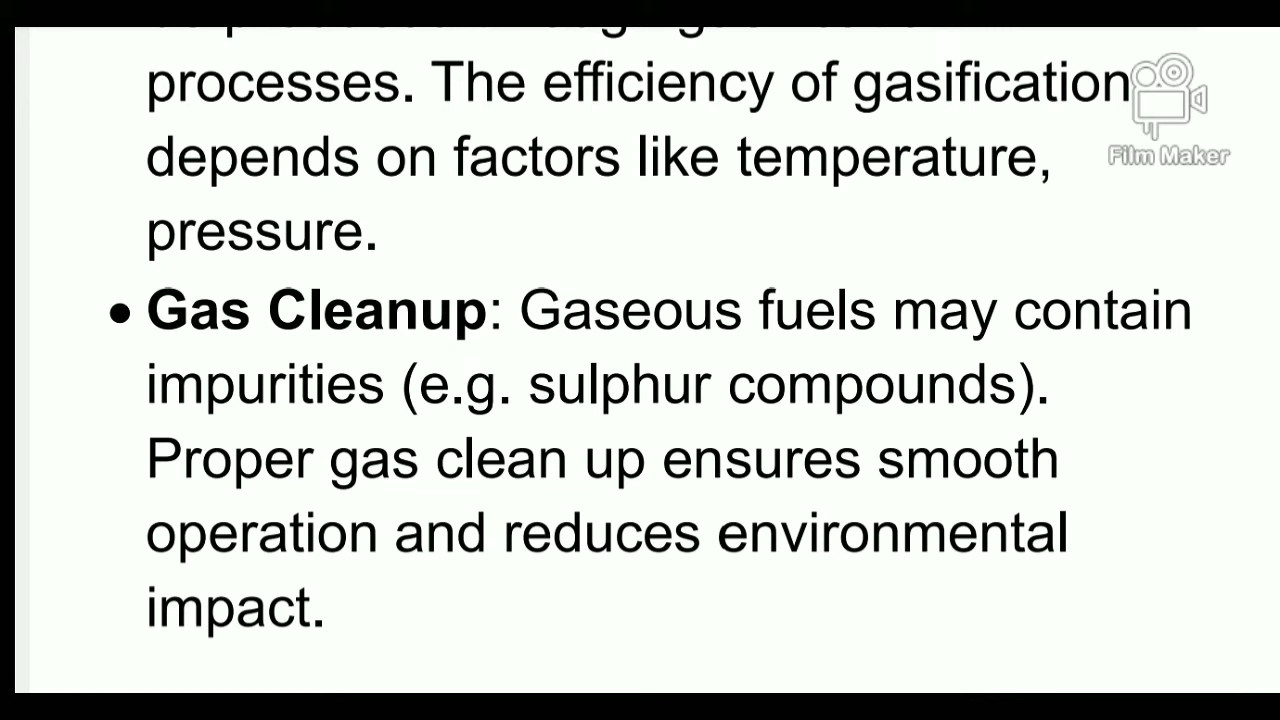 processes. The efficiency of gasification
depends on factors like temperature,
pressure.
• Gas Cleanup: Gaseous fuels may contain
impurities (e.g. sulphur compounds).
Proper gas clean up ensures smooth
operation and reduces environmental
impact.
Film Maker